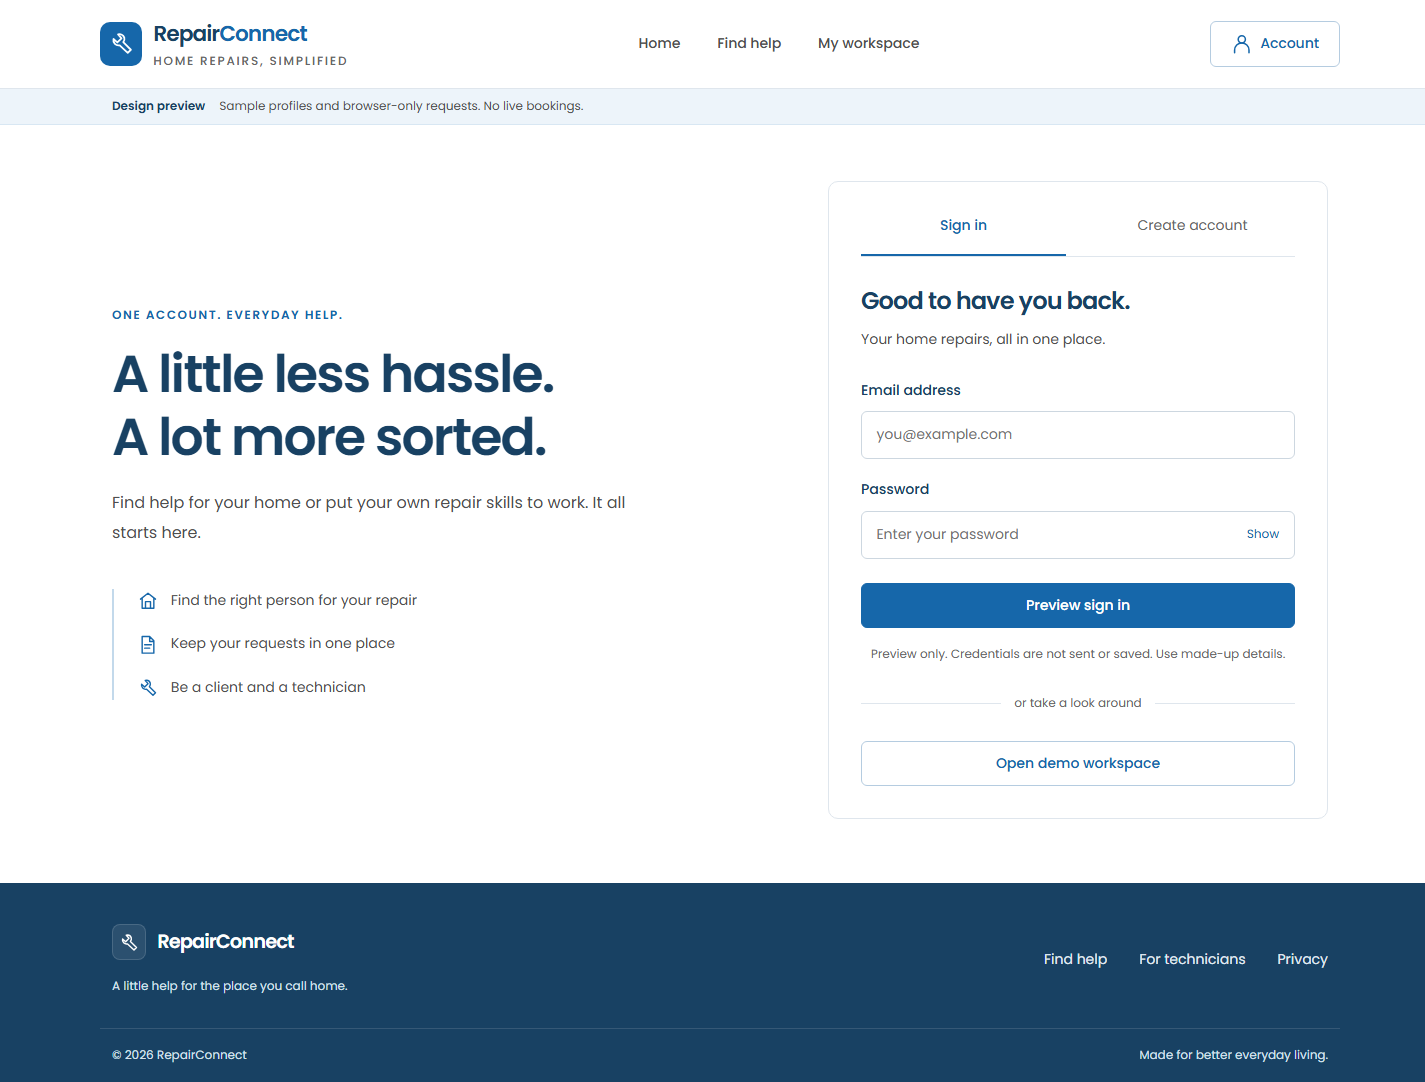 RepairConnect
HOME REPAIRS, SIMPLIFIED
Home
Find help
My workspace
Account
Design preview Sample profiles and browser-only requests. No live bookings.
ONE ACCOUNT. EVERYDAY HELP.
A little less hassle.
A lot more sorted.
Find help for your home or put your own repair skills to work. It all
starts here.
Find the right person for your repair
Keep your requests in one place
Be a client and a technician
Sign in
Create account
Good to have you back.
Your home repairs, all in one place.
Email address
you@example.com
Password
Enter your password
Show
Preview sign in
Preview only. Credentials are not sent or saved. Use made-up details.
or take a look around
Open demo workspace
RepairConnect
A little help for the place you call home.
Find help
For technicians
Privacy
© 2026 RepairConnect
Made for better everyday living.